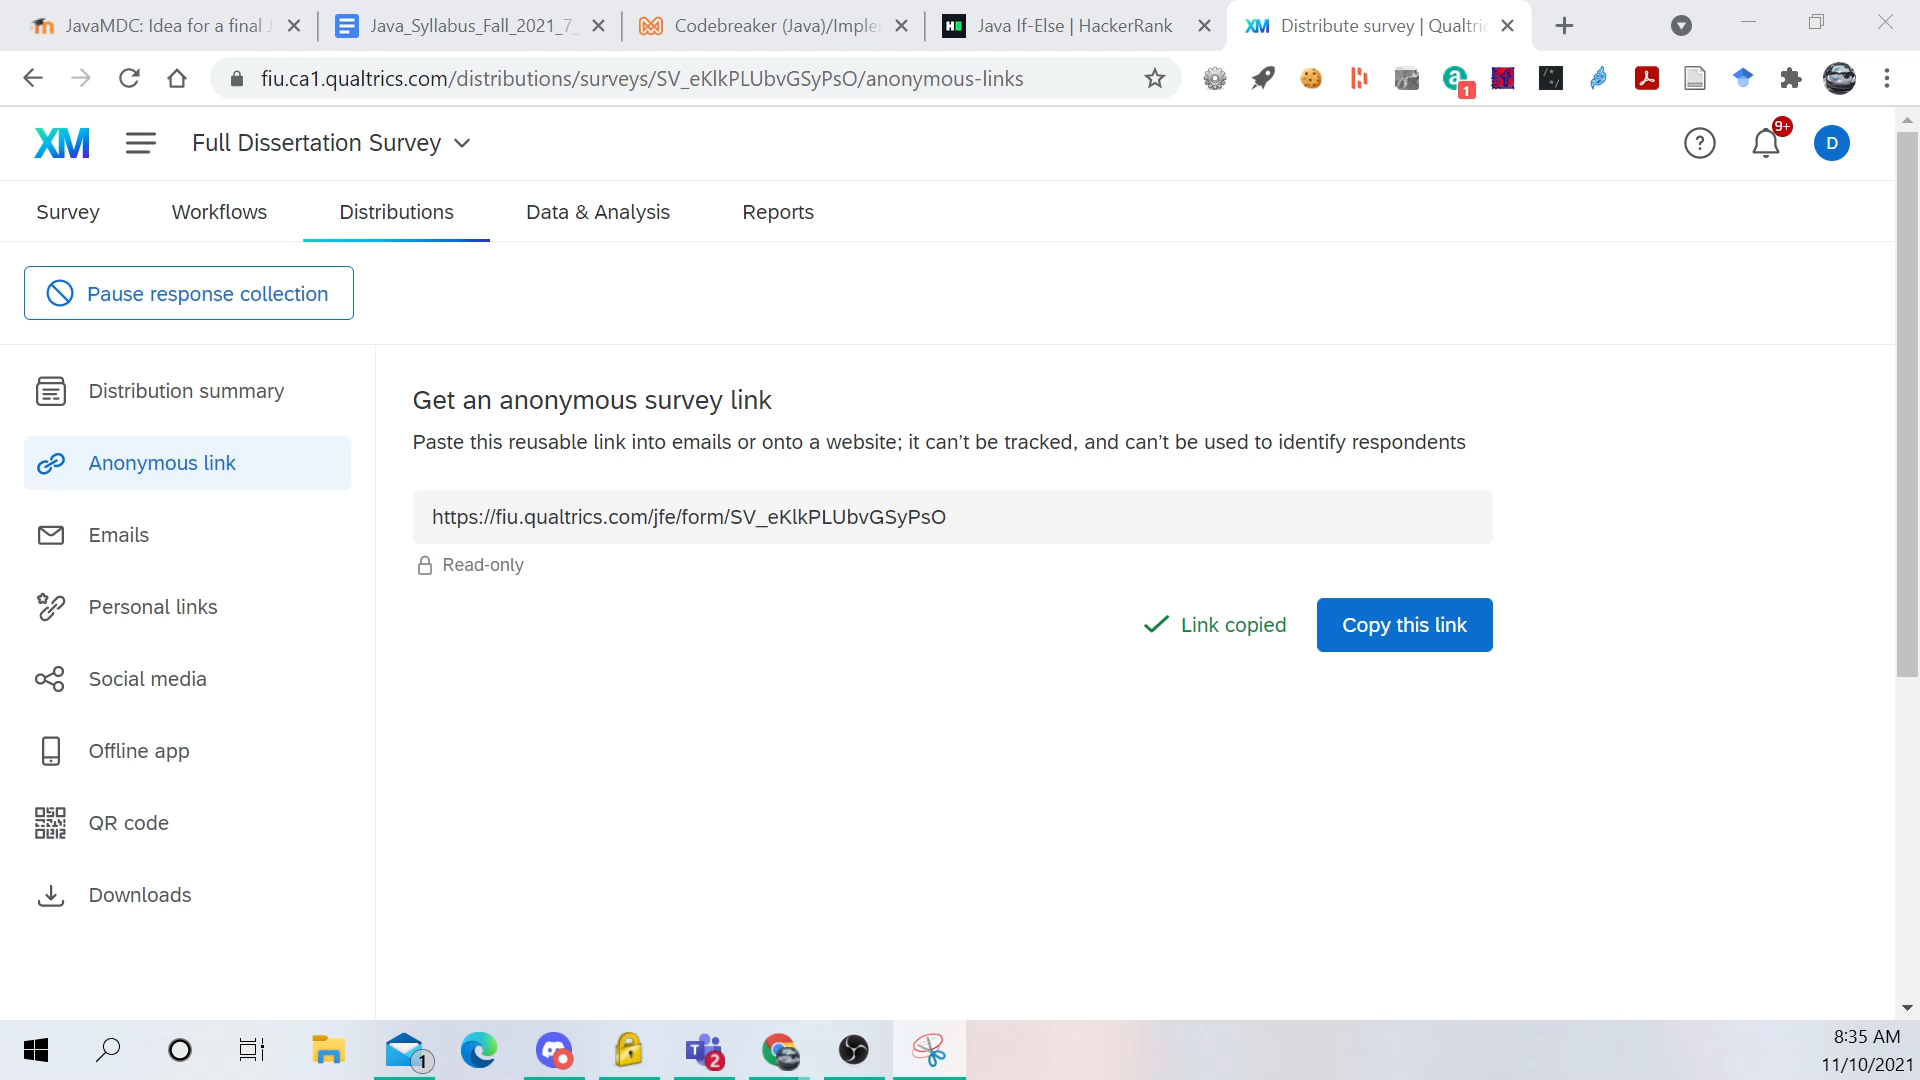 JavaMDC: Idea for a final J
Java_Syllabus_Fall_2021_7_
Codebreaker (Java)/Imple
Java If-Else | HackerRank
Distribute survey | Qualtric
fiu.ca1.qualtrics.com/distributions/surveys/SV_eKlkPLUbvGSyPsO/anonymous-links
1
XM
Full Dissertation Survey
?
9+
D
Survey
Workflows
Distributions
Data & Analysis
Reports
Pause response collection
Distribution summary
Anonymous link
Emails
Personal links
Social media
Offline app
QR code
Downloads
Get an anonymous survey link
Paste this reusable link into emails or onto a website; it can’t be tracked, and can’t be used to identify respondents
https://fiu.qualtrics.com/jfe/form/SV_eKlkPLUbvGSyPsO
Read-only
Link copied
Copy this link
1
2
8:35 AM
11/10/2021